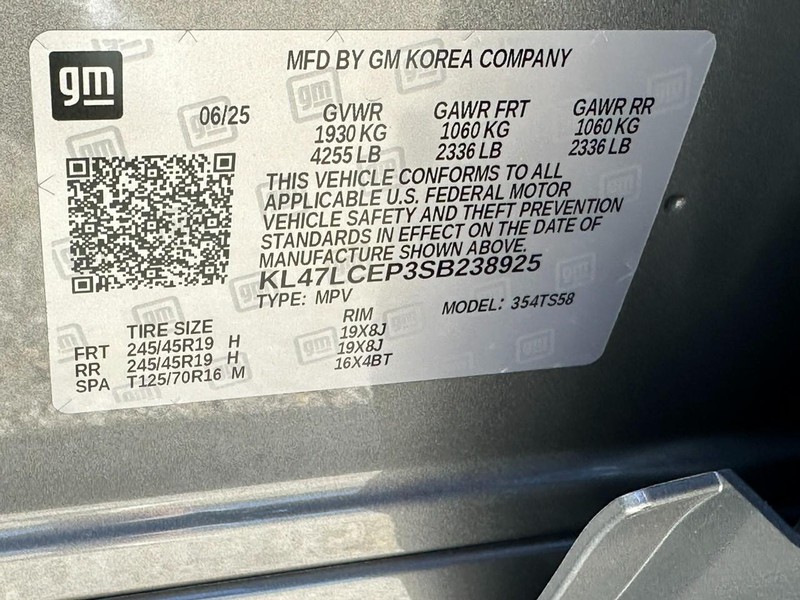 gm
MFD BY GM KOREA COMPANY
06/25 GVWR GAWR FRT GAWR RR
1930 KG 1060 KG 1060 KG
4255 LB 2336 LB 2336 LB
THIS VEHICLE CONFORMS TO ALL
APPLICABLE U.S. FEDERAL MOTOR
VEHICLE SAFETY AND THEFT PREVENTION
STANDARDS IN EFFECT ON THE DATE OF
MANUFACTURE SHOWN ABOVE.
KL47LCEP3SB238925
TYPE: MPV MODEL: 354TS58
TIRE SIZE RIM
FRT 245/45R19 H 19X8J
RR 245/45R19 H 19X8J
SPA T125/70R16 M 16X4BT